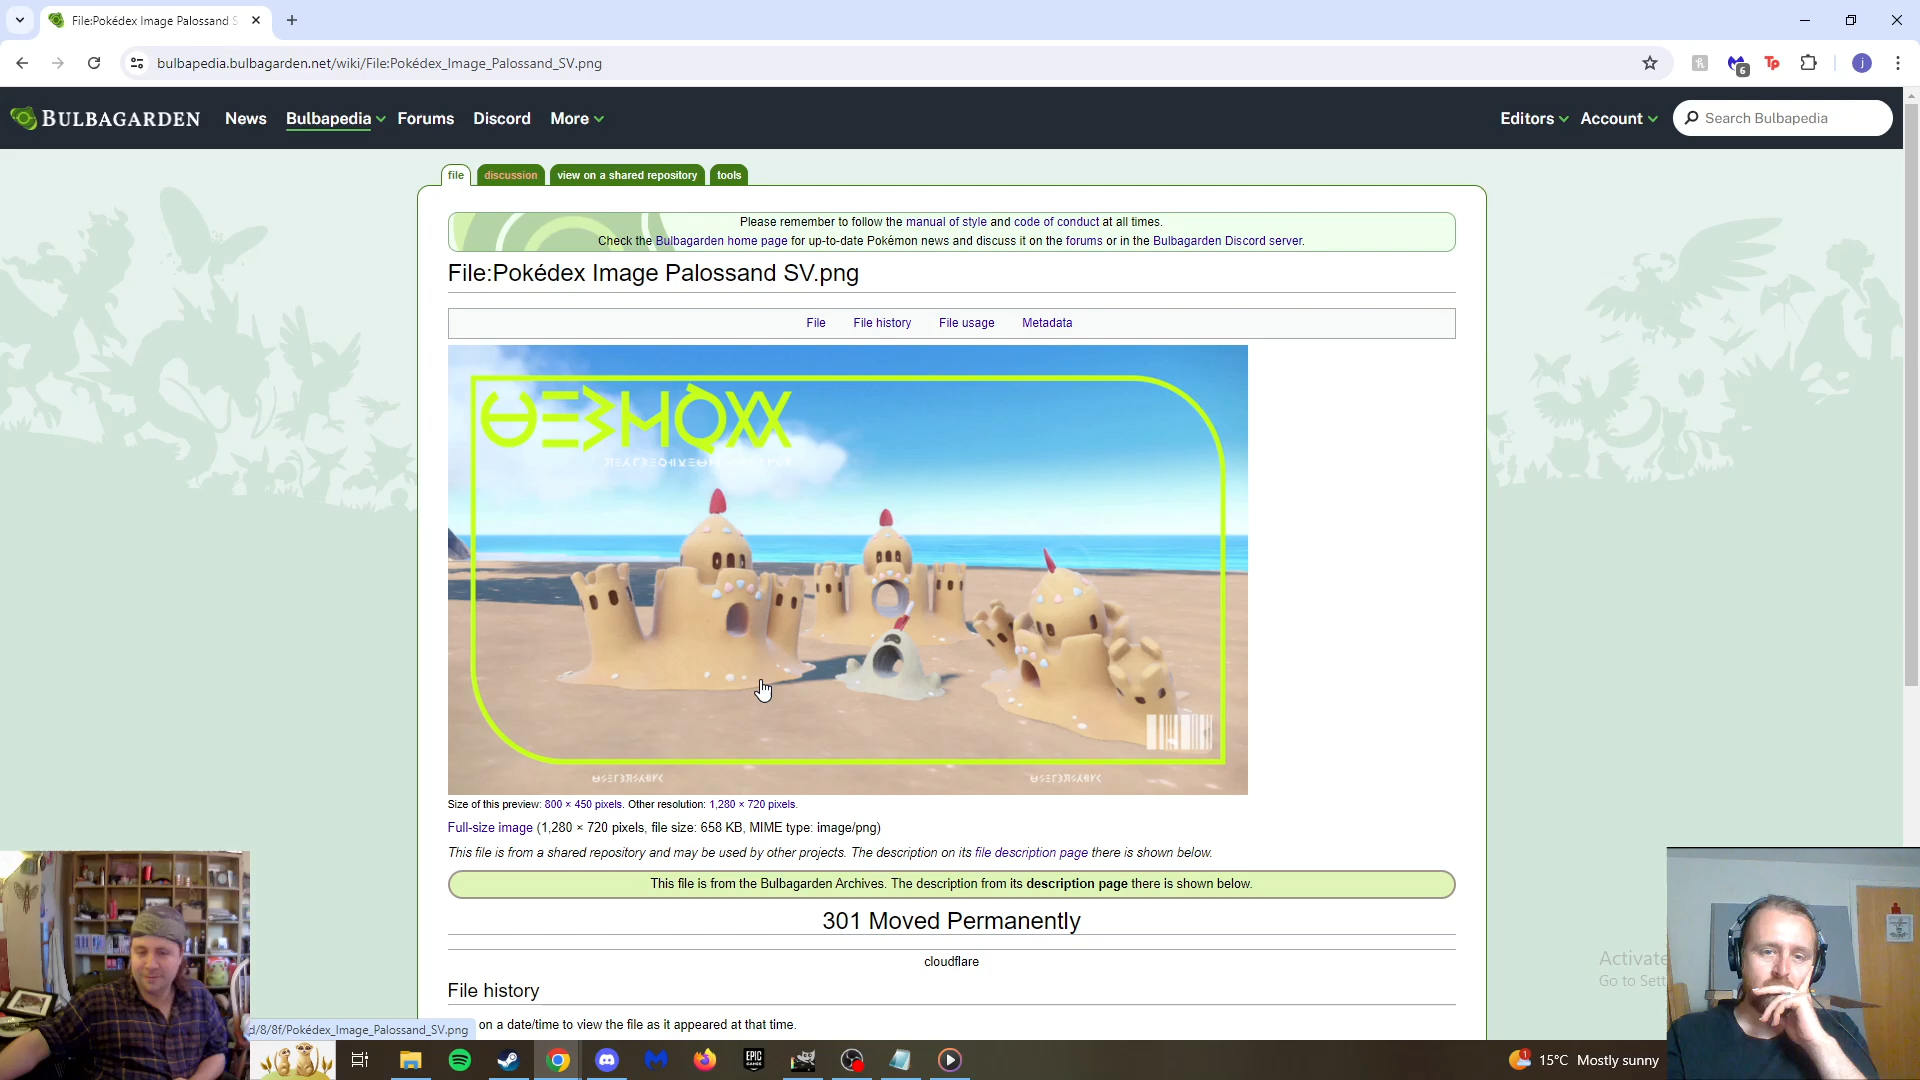 File:Pokédex Image Palossand S
bulbapedia.bulbagarden.net/wiki/File:Pokédex_Image_Palossand_SV.png
6
Tp
j
BULBAGARDEN News Bulbapedia Forums Discord More Editors Account Search Bulbapedia
file discussion view on a shared repository tools
Please remember to follow the manual of style and code of conduct at all times.
Check the Bulbagarden home page for up-to-date Pokémon news and discuss it on the forums or in the Bulbagarden Discord server.
File:Pokédex Image Palossand SV.png
File File history File usage Metadata
Size of this preview: 800 × 450 pixels. Other resolution: 1,280 × 720 pixels.
Full-size image (1,280 × 720 pixels, file size: 658 KB, MIME type: image/png)
This file is from a shared repository and may be used by other projects. The description on its file description page there is shown below.
This file is from the Bulbagarden Archives. The description from its description page there is shown below.
301 Moved Permanently
cloudflare
Activate
Go to Sett
File history
on a date/time to view the file as it appeared at that time.
d/8/8f/Pokédex_Image_Palossand_SV.png
EPIC GAMES
1
15°C Mostly sunny